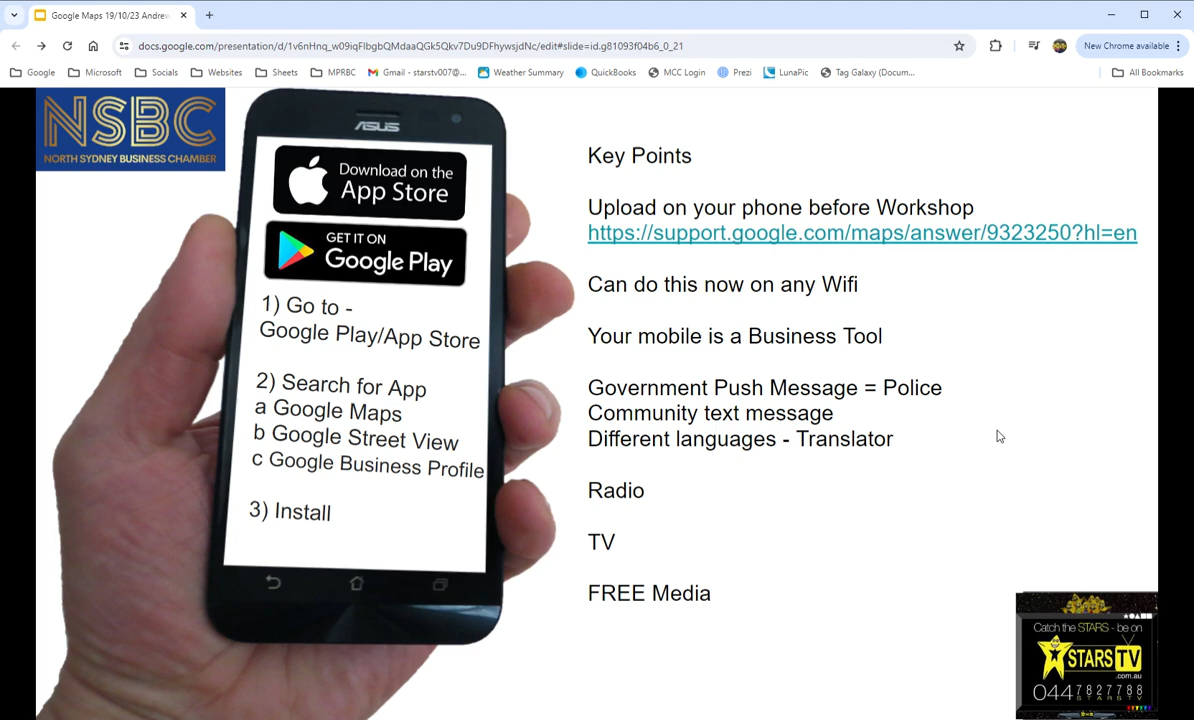 Google Maps 19/10/23 Andrew
docs.google.com/presentation/d/1v6nHnq_w09iqFIbgbQMdaaQGk5Qkv7Du9DFhywsjdNc/edit#slide=id.g81093f04b6_0_21
New Chrome available
Google
Microsoft
Socials
Websites
Sheets
MPRBC
Gmail - starstv007@...
Weather Summary
QuickBooks
MCC Login
Prezi
LunaPic
Tag Galaxy (Docum...
All Bookmarks
NSBC
NORTH SYDNEY BUSINESS CHAMBER
ASUS
Download on the
App Store
GET IT ON
Google Play
1) Go to -
Google Play/App Store
2) Search for App
a Google Maps
b Google Street View
c Google Business Profile
3) Install
Key Points
Upload on your phone before Workshop
https://support.google.com/maps/answer/9323250?hl=en
Can do this now on any Wifi
Your mobile is a Business Tool
Government Push Message = Police
Community text message
Different languages - Translator
Radio
TV
FREE Media
Catch the STARS - be on
STARS TV
.com.au
044 7827788
STARSTV